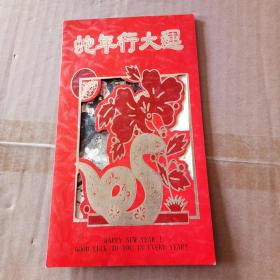 蛇年行大運
HAPPY NEW YEAR !
GOOD LUCK TO YOU IN EVERY YEAR!